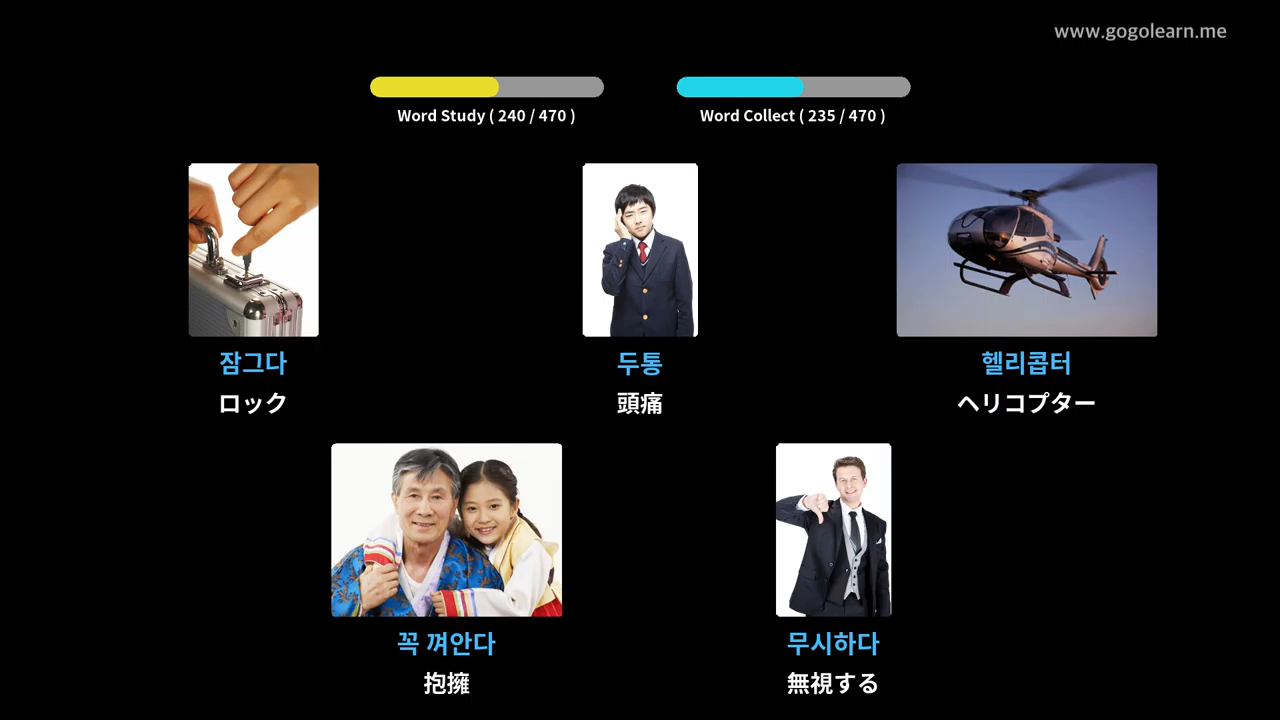 www.gogolearn.me
Word Study ( 240 / 470 )
Word Collect ( 235 / 470 )
잠그다
ロック
두통
頭痛
헬리콥터
ヘリコプター
꼭 껴안다
抱擁
무시하다
無視する